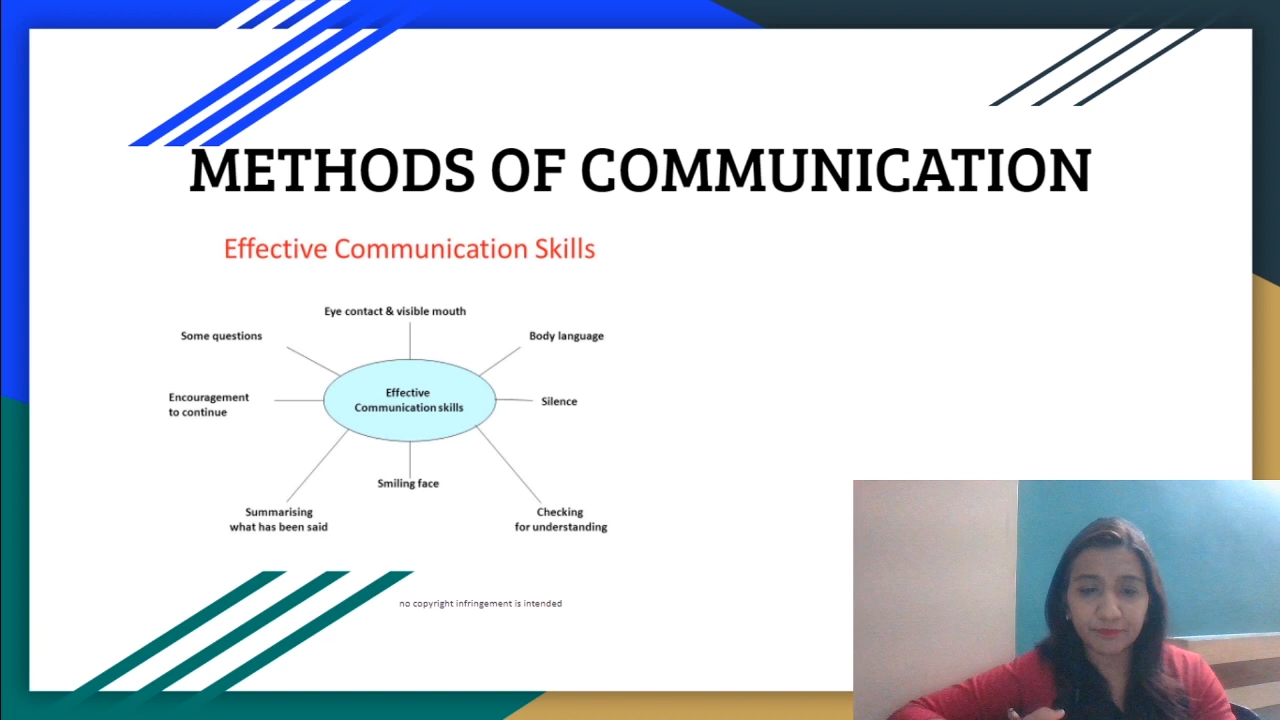 METHODS OF COMMUNICATION
Effective Communication Skills
Eye contact & visible mouth
Some questions
Body language
Encouragement
to continue
Effective
Communication skills
Silence
Smiling face
Summarising
what has been said
Checking
for understanding
no copyright infringement is intended